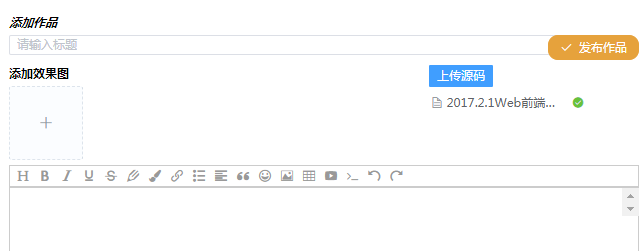 添加作品
请输入标题
发布作品
添加效果图
上传源码
2017.2.1Web前端...
H B I U S